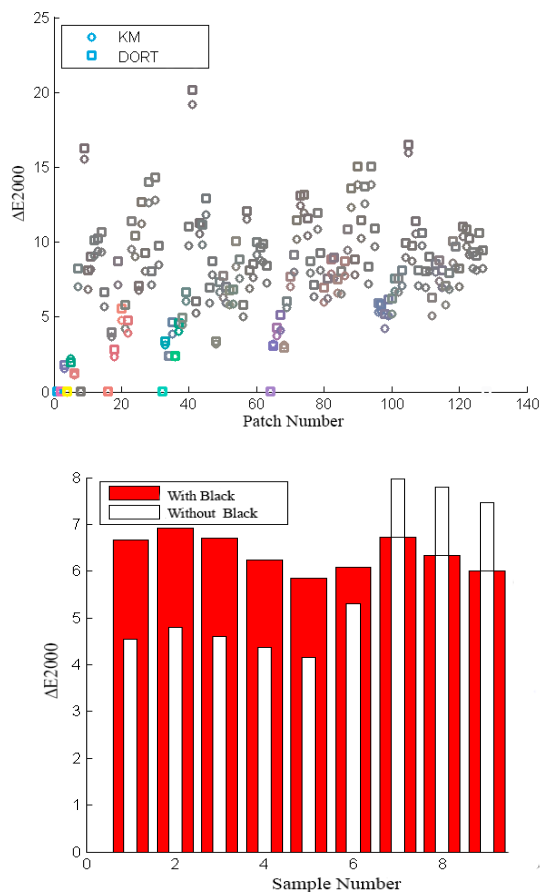 25
KM
DORT
20
15
10
5
0
ΔE2000
0 20 40 60 80 100 120 140
Patch Number
8
With Black
Without Black
7
6
5
4
3
2
1
0
ΔE2000
0 2 4 6 8
Sample Number